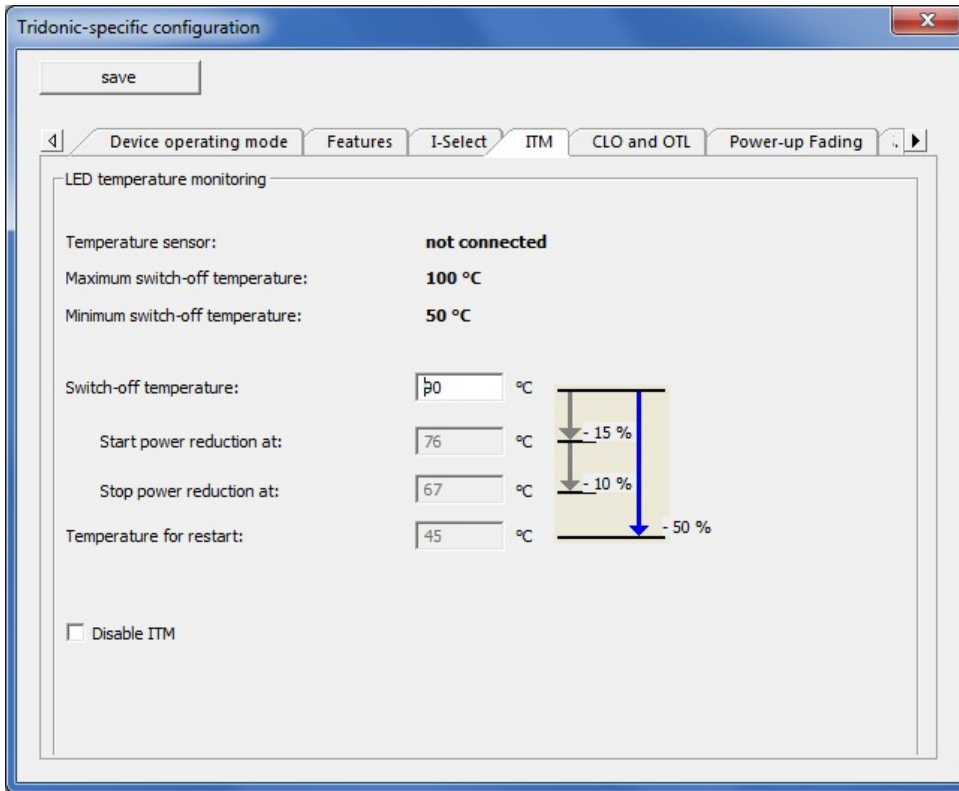 Tridonic-specific configuration
save
Device operating mode Features I-Select ITM CLO and OTL Power-up Fading
LED temperature monitoring
Temperature sensor: not connected
Maximum switch-off temperature: 100 °C
Minimum switch-off temperature: 50 °C
Switch-off temperature: 90 °C
Start power reduction at: 76 °C - 15 %
Stop power reduction at: 67 °C - 10 %
Temperature for restart: 45 °C - 50 %
Disable ITM